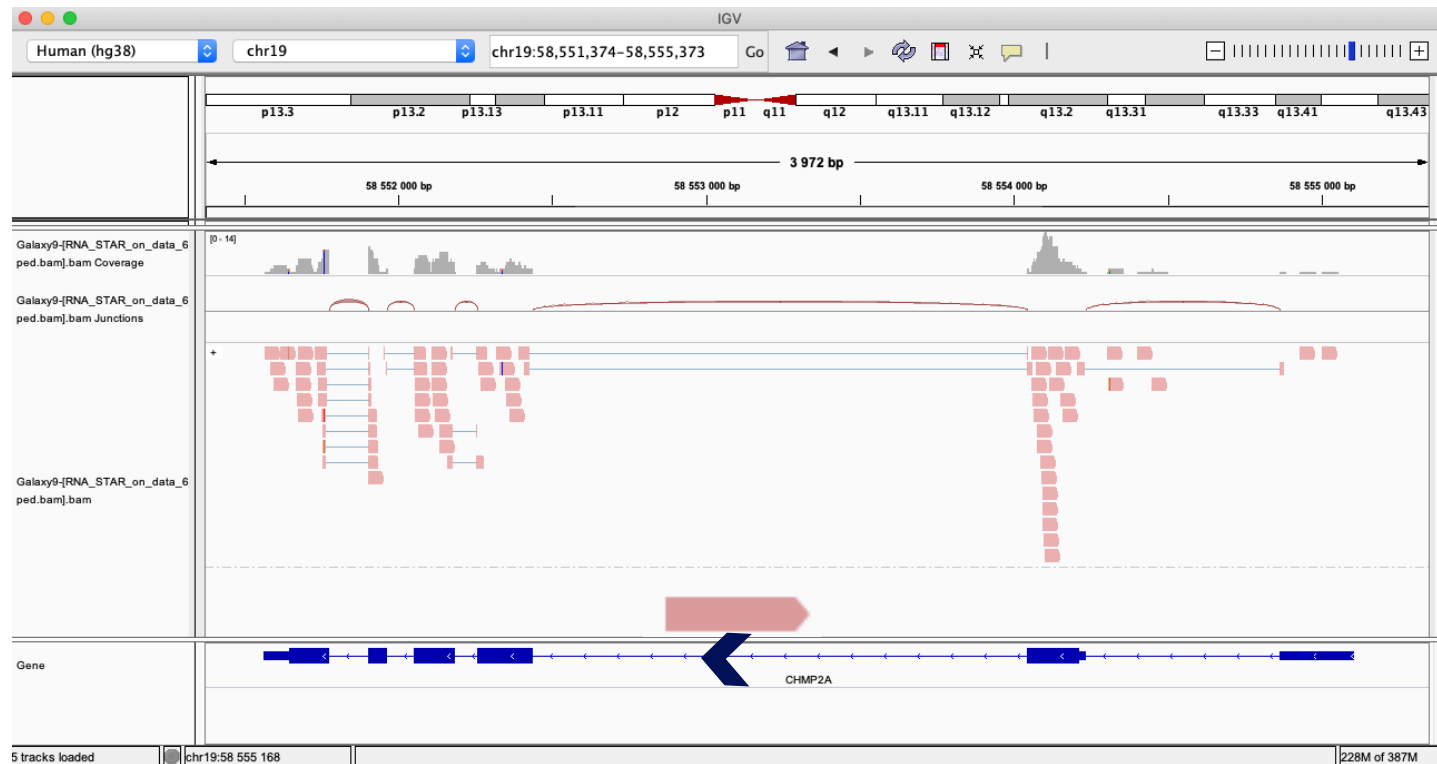 IGV
Human (hg38) chr19 chr19:58,551,374-58,555,373 Go
p13.3 p13.2 p13.13 p13.11 p12 p11 q11 q12 q13.11 q13.12 q13.2 q13.31 q13.33 q13.41 q13.43
3 972 bp
58 552 000 bp 58 553 000 bp 58 554 000 bp 58 555 000 bp
Galaxy9-[RNA_STAR_on_data_6
ped.bam].bam Coverage
[0 - 14]
Galaxy9-[RNA_STAR_on_data_6
ped.bam].bam Junctions
+
Galaxy9-[RNA_STAR_on_data_6
ped.bam].bam
Gene
CHMP2A
5 tracks loaded chr19:58 555 168 228M of 387M